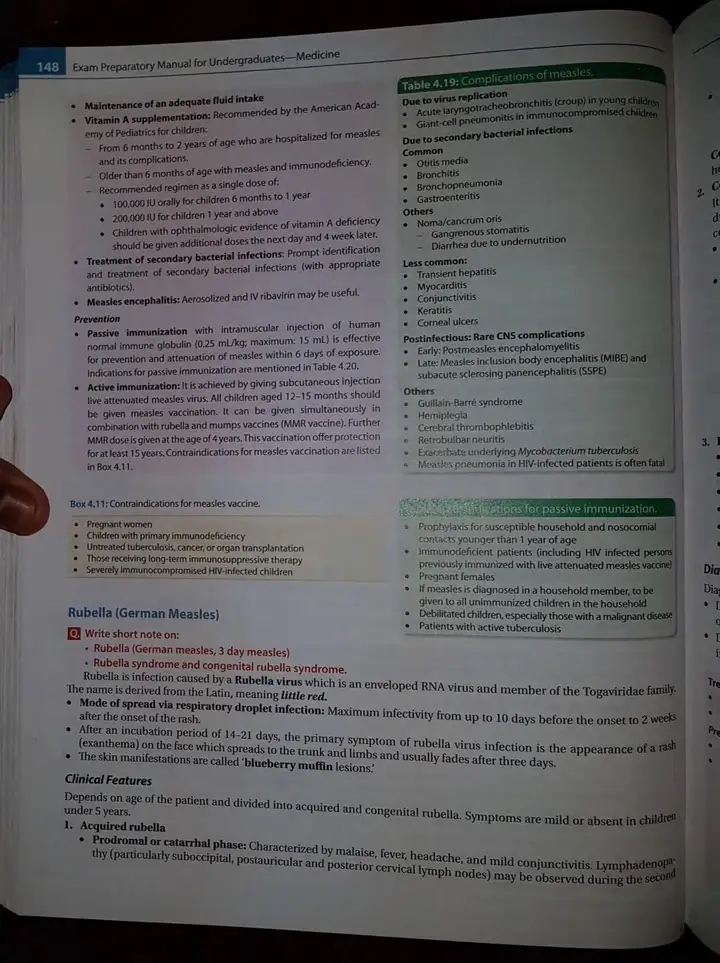 148 Exam Preparatory Manual for Undergraduates—Medicine
• Maintenance of an adequate fluid intake
• Vitamin A supplementation: Recommended by the American Acad-
emy of Pediatrics for children:
– From 6 months to 2 years of age who are hospitalized for measles
and its complications.
– Older than 6 months of age with measles and immunodeficiency.
– Recommended regimen as a single dose of:
• 100,000 IU orally for children 6 months to 1 year
• 200,000 IU for children 1 year and above
• Children with ophthalmologic evidence of vitamin A deficiency
should be given additional doses the next day and 4 week later.
• Treatment of secondary bacterial infections: Prompt identification
and treatment of secondary bacterial infections (with appropriate
antibiotics).
• Measles encephalitis: Aerosolized and IV ribavirin may be useful.
Prevention
• Passive immunization with intramuscular injection of human
normal immune globulin (0.25 mL/kg; maximum: 15 mL) is effective
for prevention and attenuation of measles within 6 days of exposure.
Indications for passive immunization are mentioned in Table 4.20.
• Active immunization: It is achieved by giving subcutaneous injection
live attenuated measles virus. All children aged 12–15 months should
be given measles vaccination. It can be given simultaneously in
combination with rubella and mumps vaccines (MMR vaccine). Further
MMR dose is given at the age of 4 years. This vaccination offer protection
for at least 15 years. Contraindications for measles vaccination are listed
in Box 4.11.
Table 4.19: Complications of measles.
Due to virus replication
• Acute laryngotracheobronchitis (croup) in young children
• Giant-cell pneumonitis in immunocompromised children
Due to secondary bacterial infections
Common
• Otitis media
• Bronchitis
• Bronchopneumonia
• Gastroenteritis
Others
• Noma/cancrum oris
– Gangrenous stomatitis
– Diarrhea due to undernutrition
Less common:
• Transient hepatitis
• Myocarditis
• Conjunctivitis
• Keratitis
• Corneal ulcers
Postinfectious: Rare CNS complications
• Early: Postmeasles encephalomyelitis
• Late: Measles inclusion body encephalitis (MIBE) and
subacute sclerosing panencephalitis (SSPE)
Others
• Guillain-Barré syndrome
• Hemiplegia
• Cerebral thrombophlebitis
• Retrobulbar neuritis
• Exacerbate underlying Mycobacterium tuberculosis
• Measles pneumonia in HIV-infected patients is often fatal
Box 4.11: Contraindications for measles vaccine.
• Pregnant women
• Children with primary immunodeficiency
• Untreated tuberculosis, cancer, or organ transplantation
• Those receiving long-term immunosuppressive therapy
• Severely immunocompromised HIV-infected children
for passive immunization.
• Prophylaxis for susceptible household and nosocomial
contacts younger than 1 year of age
• Immunodeficient patients (including HIV infected persons
previously immunized with live attenuated measles vaccine)
• Pregnant females
• If measles is diagnosed in a household member, to be
given to all unimmunized children in the household
• Debilitated children, especially those with a malignant disease
• Patients with active tuberculosis
Rubella (German Measles)
Q. Write short note on:
• Rubella (German measles, 3 day measles)
• Rubella syndrome and congenital rubella syndrome.
Rubella is infection caused by a Rubella virus which is an enveloped RNA virus and member of the Togaviridae family.
The name is derived from the Latin, meaning little red.
• Mode of spread via respiratory droplet infection: Maximum infectivity from up to 10 days before the onset to 2 weeks
after the onset of the rash.
• After an incubation period of 14–21 days, the primary symptom of rubella virus infection is the appearance of a rash
(exanthema) on the face which spreads to the trunk and limbs and usually fades after three days.
• The skin manifestations are called 'blueberry muffin lesions.'
Clinical Features
Depends on age of the patient and divided into acquired and congenital rubella. Symptoms are mild or absent in children
under 5 years.
1. Acquired rubella
• Prodromal or catarrhal phase: Characterized by malaise, fever, headache, and mild conjunctivitis. Lymphadenopa-
thy (particularly suboccipital, postauricular and posterior cervical lymph nodes) may be observed during the second
2.
3.
Dia